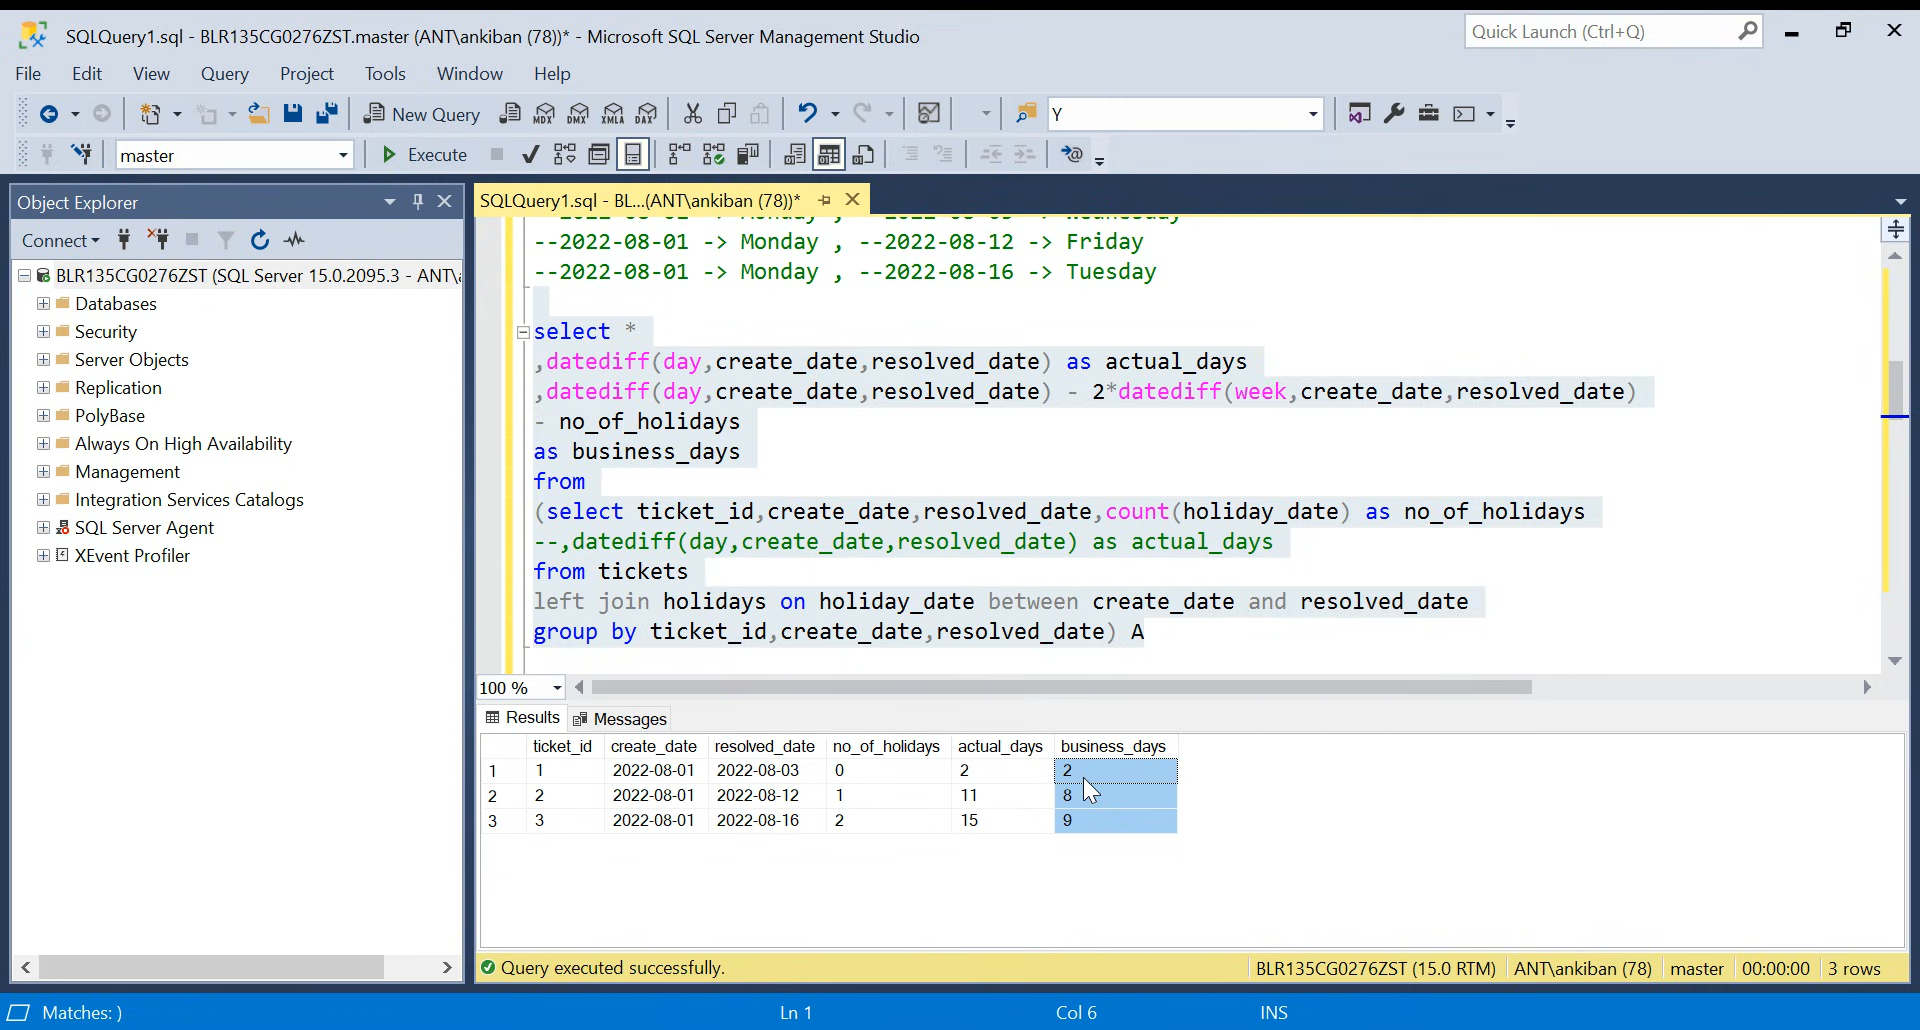 SQLQuery1.sql - BLR135CG0276ZST.master (ANT\ankiban (78))* - Microsoft SQL Server Management Studio
Quick Launch (Ctrl+Q)
File Edit View Query Project Tools Window Help
New Query MDX DMX XMLA DAX Y
master Execute
Object Explorer
SQLQuery1.sql - BL...(ANT\ankiban (78))*
Connect
BLR135CG0276ZST (SQL Server 15.0.2095.3 - ANT\
Databases
Security
Server Objects
Replication
PolyBase
Always On High Availability
Management
Integration Services Catalogs
SQL Server Agent
XEvent Profiler
--2022-08-01 -> Monday , --2022-08-12 -> Friday
--2022-08-01 -> Monday , --2022-08-16 -> Tuesday
select *
,datediff(day,create_date,resolved_date) as actual_days
,datediff(day,create_date,resolved_date) - 2*datediff(week,create_date,resolved_date)
- no_of_holidays
as business_days
from
(select ticket_id,create_date,resolved_date,count(holiday_date) as no_of_holidays
--,datediff(day,create_date,resolved_date) as actual_days
from tickets
left join holidays on holiday_date between create_date and resolved_date
group by ticket_id,create_date,resolved_date) A
100 %
Results Messages
ticket_id create_date resolved_date no_of_holidays actual_days business_days
1 1 2022-08-01 2022-08-03 0 2 2
2 2 2022-08-01 2022-08-12 1 11 8
3 3 2022-08-01 2022-08-16 2 15 9
Query executed successfully.
BLR135CG0276ZST (15.0 RTM) ANT\ankiban (78) master 00:00:00 3 rows
Matches: ) Ln 1 Col 6 INS